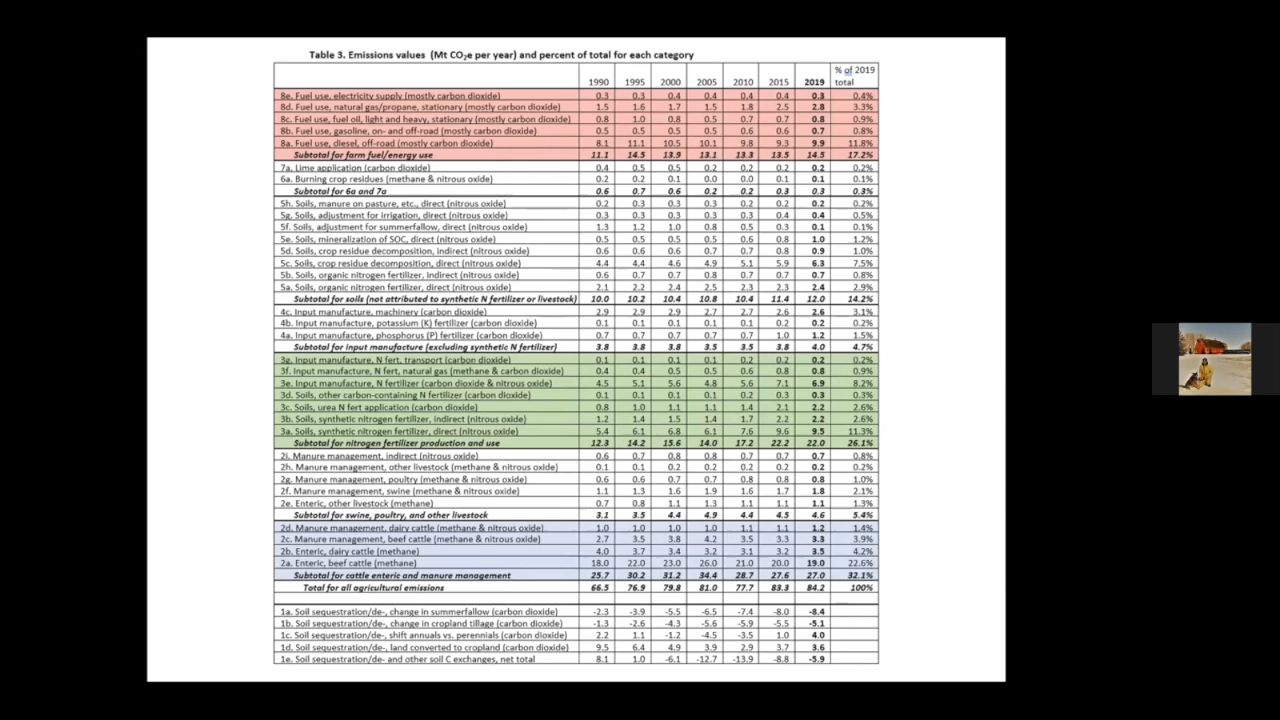 Table 3. Emissions values (Mt CO2e per year) and percent of total for each category
% of 2019
1990 1995 2000 2005 2010 2015 2019 total
8e. Fuel use, electricity supply (mostly carbon dioxide) 0.3 0.3 0.4 0.4 0.4 0.4 0.3 0.4%
8d. Fuel use, natural gas/propane, stationary (mostly carbon dioxide) 1.5 1.6 1.7 1.5 1.8 2.5 2.8 3.3%
8c. Fuel use, fuel oil, light and heavy, stationary (mostly carbon dioxide) 0.8 1.0 0.8 0.5 0.7 0.7 0.8 0.9%
8b. Fuel use, gasoline, on- and off-road (mostly carbon dioxide) 0.5 0.5 0.5 0.5 0.6 0.6 0.7 0.8%
8a. Fuel use, diesel, off-road (mostly carbon dioxide) 8.1 11.1 10.5 10.1 9.8 9.3 9.9 11.8%
Subtotal for farm fuel/energy use 11.1 14.5 13.9 13.1 13.3 13.5 14.5 17.2%
7a. Lime application (carbon dioxide) 0.4 0.5 0.5 0.2 0.2 0.2 0.2 0.2%
6a. Burning crop residues (methane & nitrous oxide) 0.2 0.2 0.1 0.0 0.0 0.1 0.1 0.1%
Subtotal for 6a and 7a 0.6 0.7 0.6 0.2 0.2 0.3 0.3 0.3%
5h. Soils, manure on pasture, etc., direct (nitrous oxide) 0.2 0.3 0.3 0.3 0.2 0.2 0.2 0.2%
5g. Soils, adjustment for irrigation, direct (nitrous oxide) 0.3 0.3 0.3 0.3 0.3 0.4 0.4 0.5%
5f. Soils, adjustment for summerfallow, direct (nitrous oxide) 1.3 1.2 1.0 0.8 0.5 0.3 0.1 0.1%
5e. Soils, mineralization of SOC, direct (nitrous oxide) 0.5 0.5 0.5 0.5 0.6 0.8 1.0 1.2%
5d. Soils, crop residue decomposition, indirect (nitrous oxide) 0.6 0.6 0.6 0.7 0.7 0.8 0.9 1.0%
5c. Soils, crop residue decomposition, direct (nitrous oxide) 4.4 4.4 4.6 4.9 5.1 5.9 6.3 7.5%
5b. Soils, organic nitrogen fertilizer, indirect (nitrous oxide) 0.6 0.7 0.7 0.8 0.7 0.7 0.7 0.8%
5a. Soils, organic nitrogen fertilizer, direct (nitrous oxide) 2.1 2.2 2.4 2.5 2.3 2.3 2.4 2.9%
Subtotal for soils (not attributed to synthetic N fertilizer or livestock) 10.0 10.2 10.4 10.8 10.4 11.4 12.0 14.2%
4c. Input manufacture, machinery (carbon dioxide) 2.9 2.9 2.9 2.7 2.7 2.6 2.6 3.1%
4b. Input manufacture, potassium (K) fertilizer (carbon dioxide) 0.1 0.1 0.1 0.1 0.1 0.2 0.2 0.2%
4a. Input manufacture, phosphorus (P) fertilizer (carbon dioxide) 0.7 0.7 0.7 0.7 0.7 1.0 1.2 1.5%
Subtotal for input manufacture (excluding synthetic N fertilizer) 3.8 3.8 3.8 3.5 3.5 3.8 4.0 4.7%
3g. Input manufacture, N fert, transport (carbon dioxide) 0.1 0.1 0.1 0.1 0.2 0.2 0.2 0.2%
3f. Input manufacture, N fert, natural gas (methane & carbon dioxide) 0.4 0.4 0.5 0.5 0.6 0.8 0.8 0.9%
3e. Input manufacture, N fertilizer (carbon dioxide & nitrous oxide) 4.5 5.1 5.6 4.8 5.6 7.1 6.9 8.2%
3d. Soils, other carbon-containing N fertilizer (carbon dioxide) 0.1 0.1 0.1 0.1 0.2 0.3 0.3 0.3%
3c. Soils, urea N fert application (carbon dioxide) 0.8 1.0 1.1 1.1 1.4 2.1 2.2 2.6%
3b. Soils, synthetic nitrogen fertilizer, indirect (nitrous oxide) 1.2 1.4 1.5 1.4 1.7 2.2 2.2 2.6%
3a. Soils, synthetic nitrogen fertilizer, direct (nitrous oxide) 5.4 6.1 6.8 6.1 7.6 9.6 9.5 11.3%
Subtotal for nitrogen fertilizer production and use 12.3 14.2 15.6 14.0 17.2 22.2 22.0 26.1%
2i. Manure management, indirect (nitrous oxide) 0.6 0.7 0.8 0.8 0.7 0.7 0.7 0.8%
2h. Manure management, other livestock (methane & nitrous oxide) 0.1 0.1 0.2 0.2 0.2 0.2 0.2 0.2%
2g. Manure management, poultry (methane & nitrous oxide) 0.6 0.6 0.7 0.7 0.8 0.8 0.8 1.0%
2f. Manure management, swine (methane & nitrous oxide) 1.1 1.3 1.6 1.9 1.6 1.7 1.8 2.1%
2e. Enteric, other livestock (methane) 0.7 0.8 1.1 1.3 1.1 1.1 1.1 1.3%
Subtotal for swine, poultry, and other livestock 3.1 3.5 4.4 4.9 4.4 4.5 4.6 5.4%
2d. Manure management, dairy cattle (methane & nitrous oxide) 1.0 1.0 1.0 1.0 1.1 1.1 1.2 1.4%
2c. Manure management, beef cattle (methane & nitrous oxide) 2.7 3.5 3.8 4.2 3.5 3.3 3.3 3.9%
2b. Enteric, dairy cattle (methane) 4.0 3.7 3.4 3.2 3.1 3.2 3.5 4.2%
2a. Enteric, beef cattle (methane) 18.0 22.0 23.0 26.0 21.0 20.0 19.0 22.6%
Subtotal for cattle enteric and manure management 25.7 30.2 31.2 34.4 28.7 27.6 27.0 32.1%
Total for all agricultural emissions 66.5 76.9 79.8 81.0 77.7 83.3 84.2 100%
1a. Soil sequestration/de-, change in summerfallow (carbon dioxide) -2.3 -3.9 -5.5 -6.5 -7.4 -8.0 -8.4
1b. Soil sequestration/de-, change in cropland tillage (carbon dioxide) -1.3 -2.6 -4.3 -5.6 -5.9 -5.5 -5.1
1c. Soil sequestration/de-, shift annuals vs. perennials (carbon dioxide) 2.2 1.1 -1.2 -4.5 -3.5 1.0 4.0
1d. Soil sequestration/de-, land converted to cropland (carbon dioxide) 9.5 6.4 4.9 3.9 2.9 3.7 3.6
1e. Soil sequestration/de- and other soil C exchanges, net total 8.1 1.0 -6.1 -12.7 -13.9 -8.8 -5.9